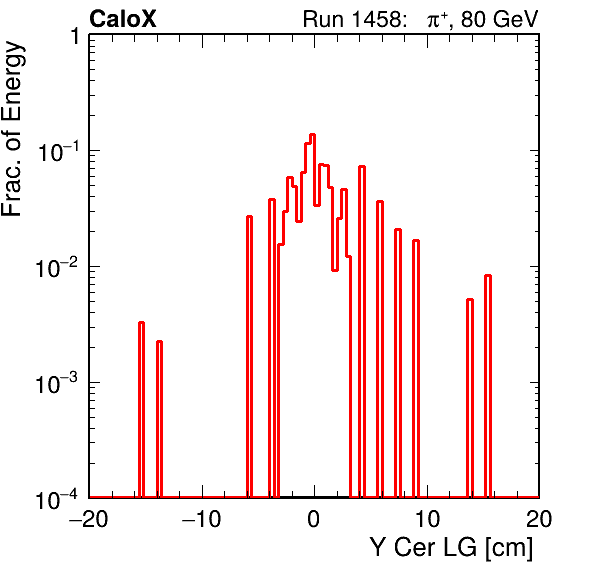 CaloX
Run 1458: π⁺, 80 GeV
Frac. of Energy
1
10⁻¹
10⁻²
10⁻³
10⁻⁴
−20
−10
0
10
20
Y Cer LG [cm]